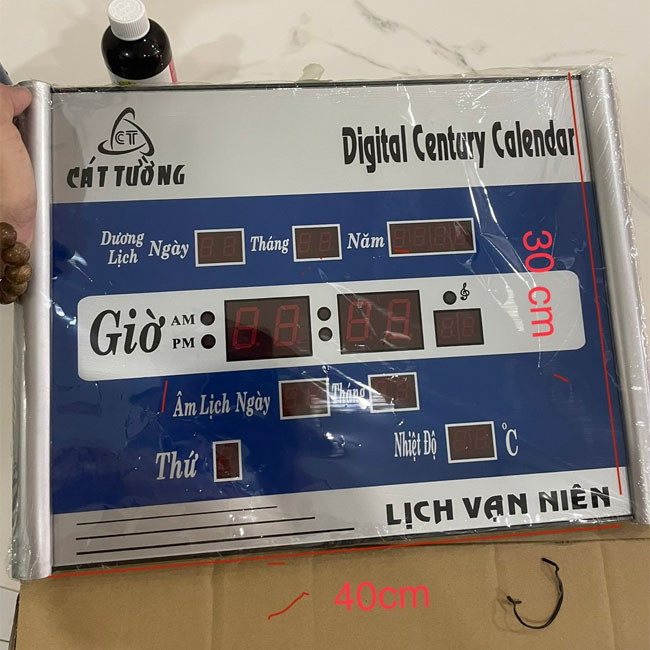 CT
CÁT TƯỜNG
Digital Century Calendar
Dương Lịch Ngày Tháng Năm
Giờ AM PM
30 cm
Âm Lịch Ngày Tháng
Thứ Nhiệt Độ °C
LỊCH VẠN NIÊN
40cm